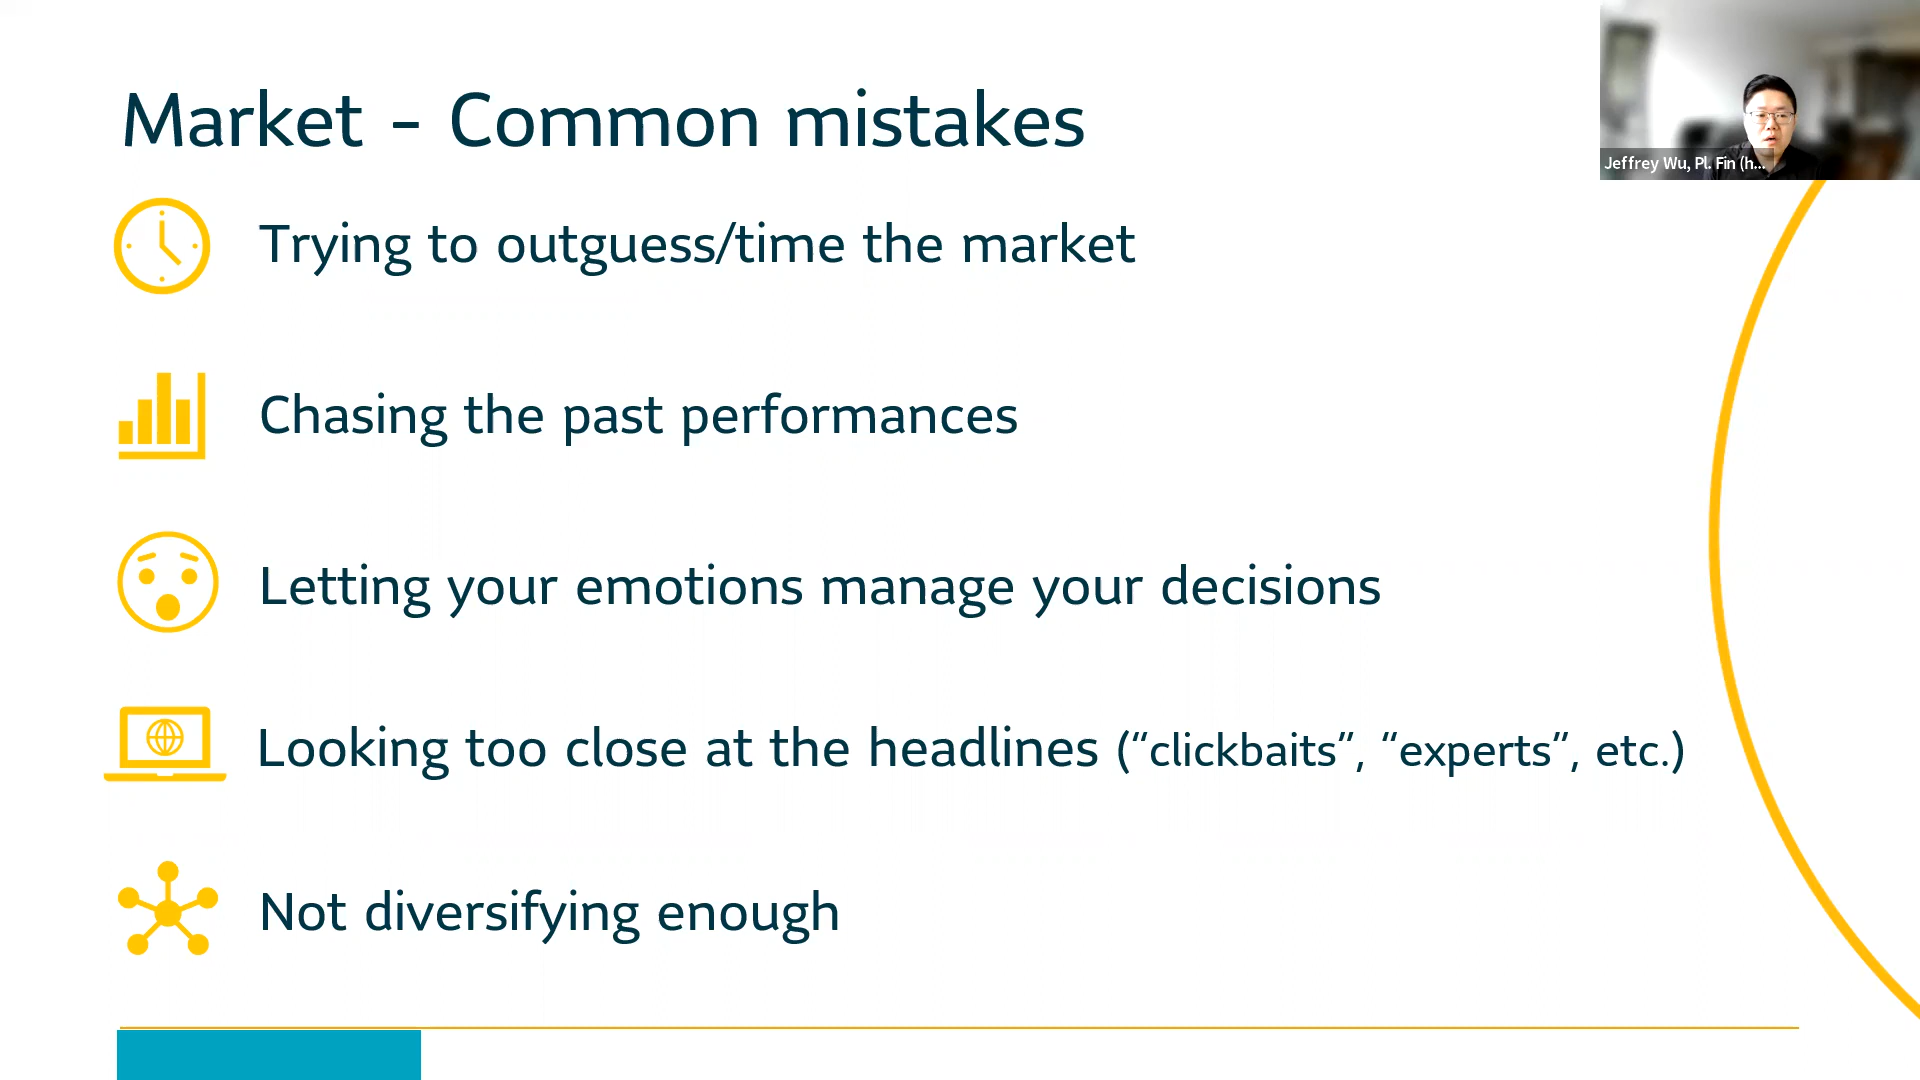 Market - Common mistakes
Jeffrey Wu, Pl. Fin (h...
Trying to outguess/time the market
Chasing the past performances
Letting your emotions manage your decisions
Looking too close at the headlines (“clickbaits”, “experts”, etc.)
Not diversifying enough